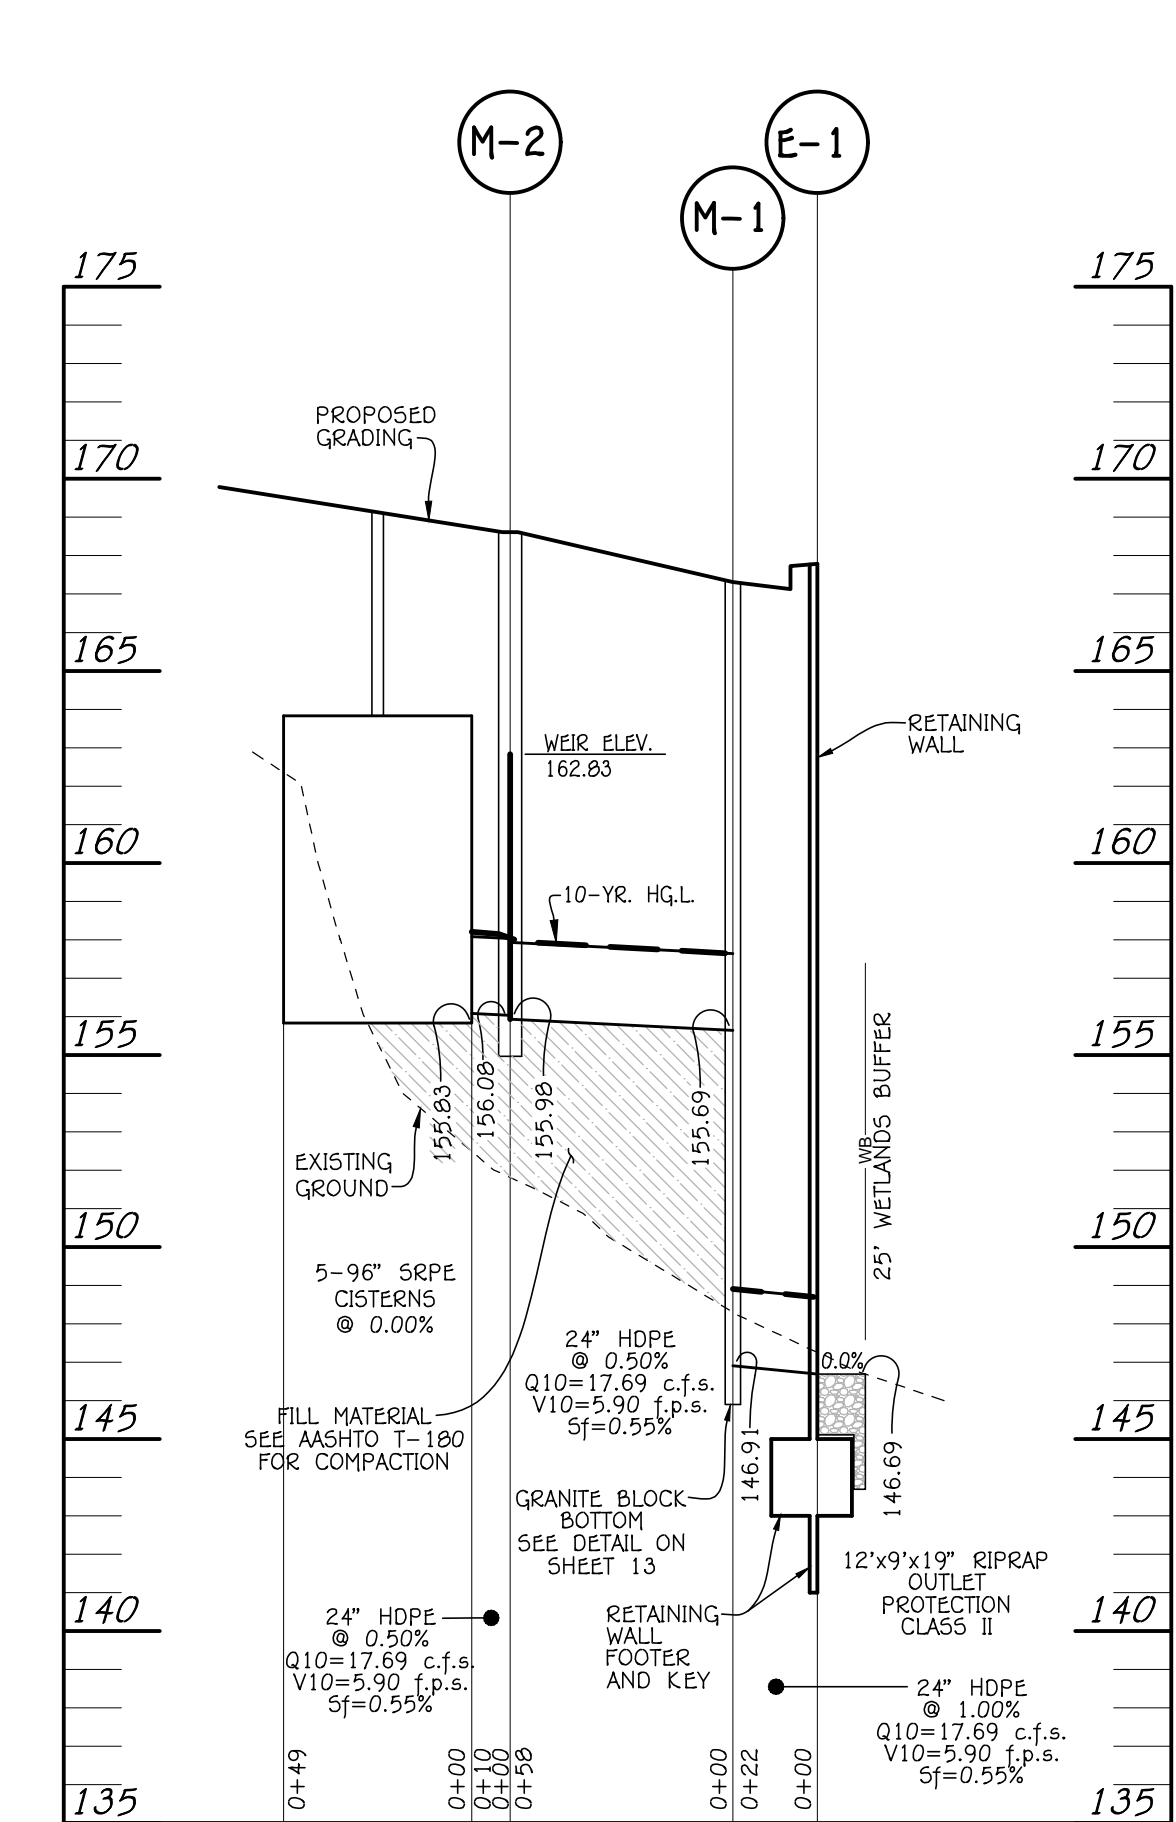 M-2
E-1
M-1
175
175
PROPOSED
GRADING
170
170
165
165
RETAINING
WALL
WEIR ELEV.
162.83
160
160
10-YR. HG.L.
155
155
155.83
156.08
155.98
155.69
WB
25' WETLANDS BUFFER
EXISTING
GROUND
150
150
5-96" SRPE
CISTERNS
@ 0.00%
24" HDPE
@ 0.50%
Q10=17.69 c.f.s.
V10=5.90 f.p.s.
Sf=0.55%
0.0%
FILL MATERIAL
SEE AASHTO T-180
FOR COMPACTION
145
145
146.91
146.69
GRANITE BLOCK
BOTTOM
SEE DETAIL ON
SHEET 13
12'x9'x19" RIPRAP
OUTLET
PROTECTION
CLASS II
140
140
24" HDPE
@ 0.50%
Q10=17.69 c.f.s.
V10=5.90 f.p.s.
Sf=0.55%
RETAINING
WALL
FOOTER
AND KEY
24" HDPE
@ 1.00%
Q10=17.69 c.f.s.
V10=5.90 f.p.s.
Sf=0.55%
0+49
0+00
0+10
0+00
0+58
0+00
0+22
0+00
135
135